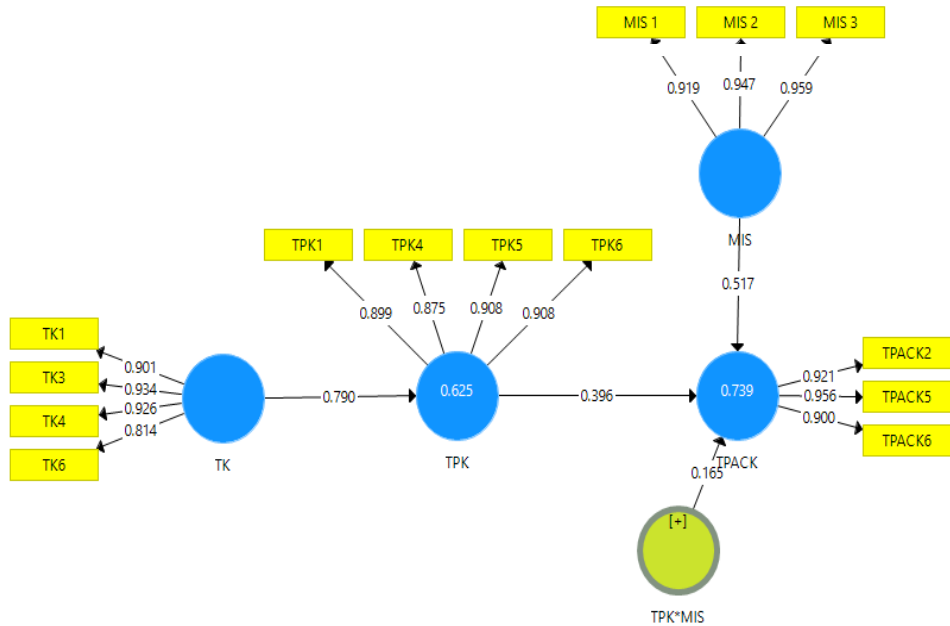 MIS 1
MIS 2
MIS 3
0.919
0.947
0.959
MIS
0.517
TPK1
TPK4
TPK5
TPK6
0.899
0.875
0.908
0.908
TK1
TK3
TK4
TK6
0.901
0.934
0.926
0.814
TK
0.790
0.625
TPK
0.396
0.739
TPACK
0.921
0.956
0.900
TPACK2
TPACK5
TPACK6
0.165
[+]
TPK*MIS